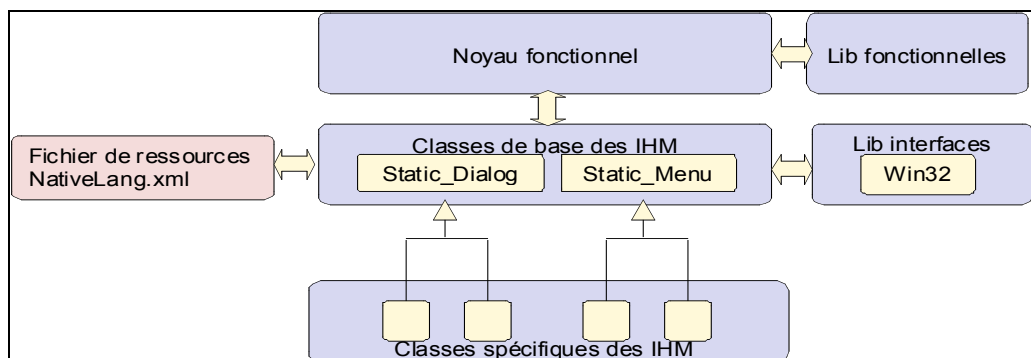 Noyau fonctionnel
Lib fonctionnelles
Fichier de ressources
NativeLang.xml
Classes de base des IHM
Static_Dialog
Static_Menu
Lib interfaces
Win32
Classes spécifiques des IHM